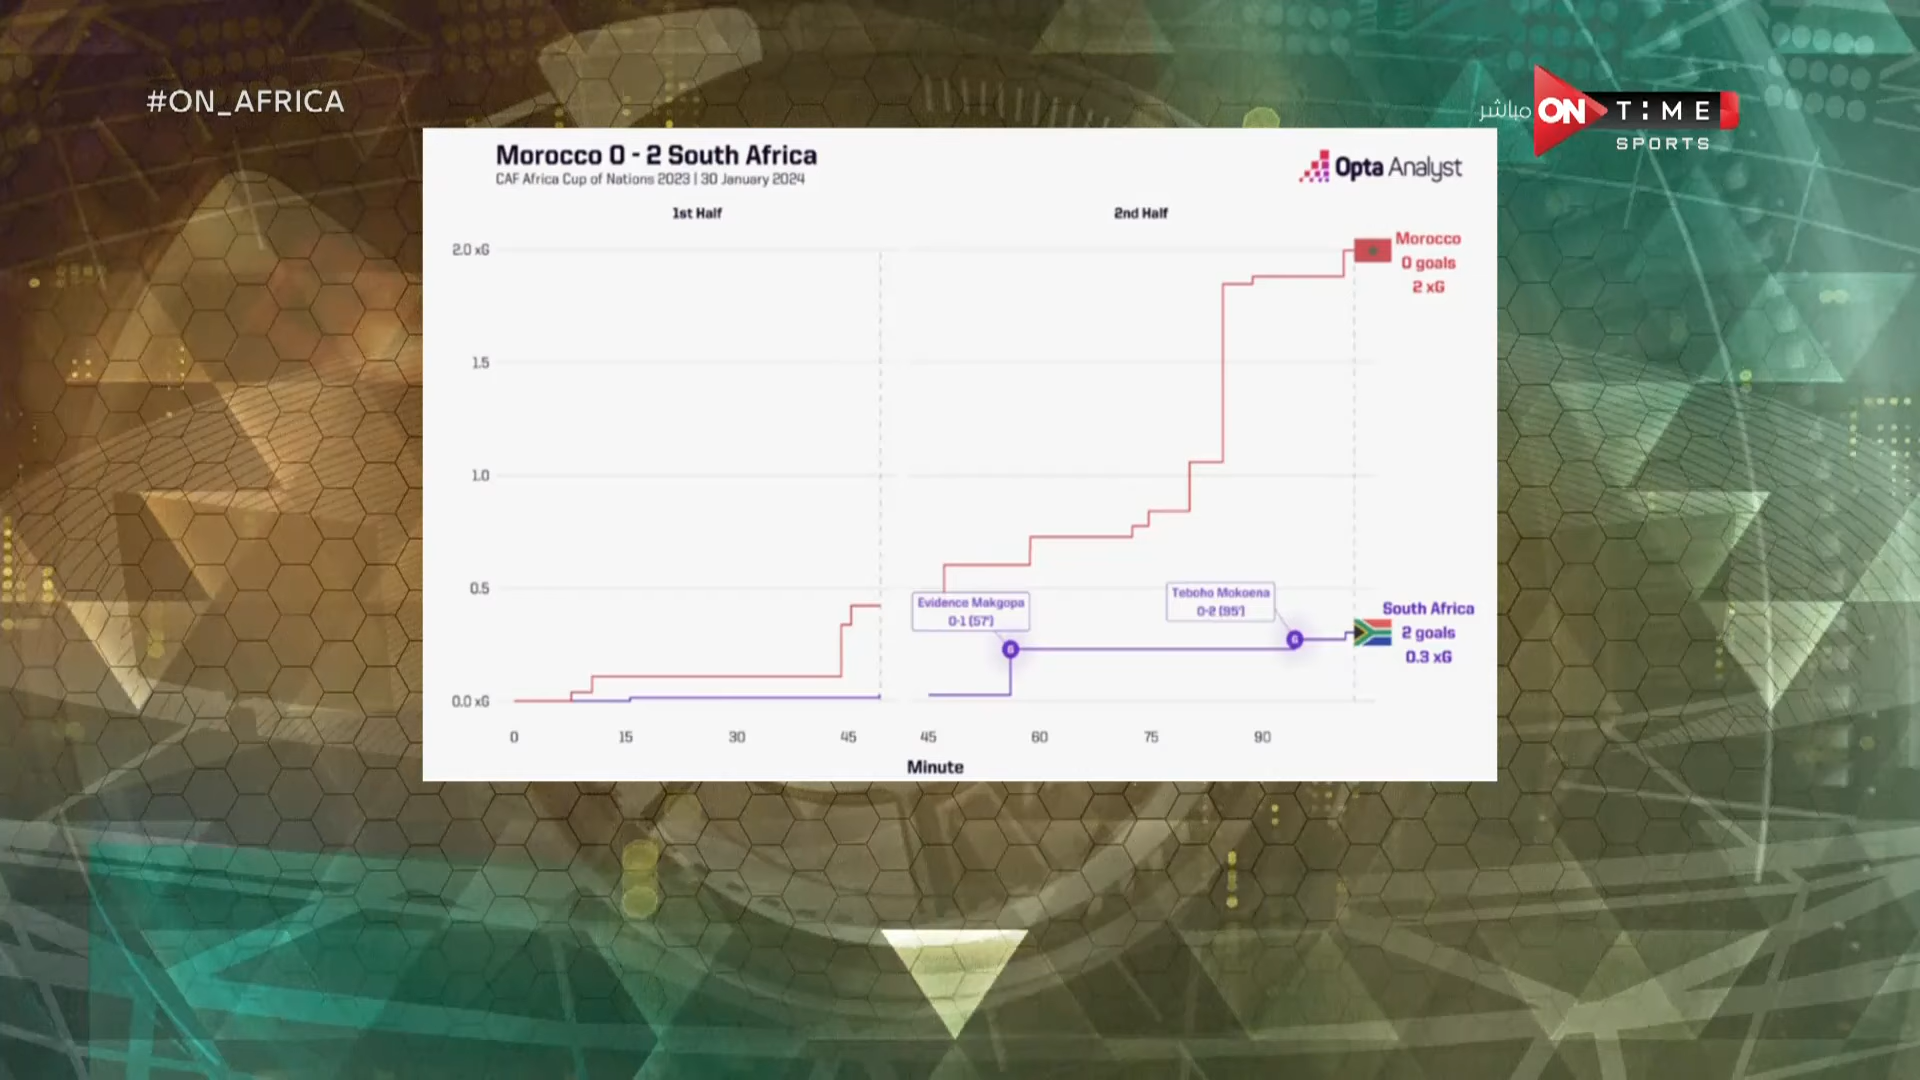 #ON_AFRICA
مباشر
ON TIME
SPORTS
Morocco 0 - 2 South Africa
CAF Africa Cup of Nations 2023 | 30 January 2024
Opta Analyst
1st Half
2nd Half
2.0 xG
1.5
1.0
0.5
0.0 xG
Morocco
0 goals
2 xG
Evidence Makgopa
0-1 (57')
Teboho Mokoena
0-2 (95')
G
G
South Africa
2 goals
0.3 xG
0 15 30 45 45 60 75 90
Minute